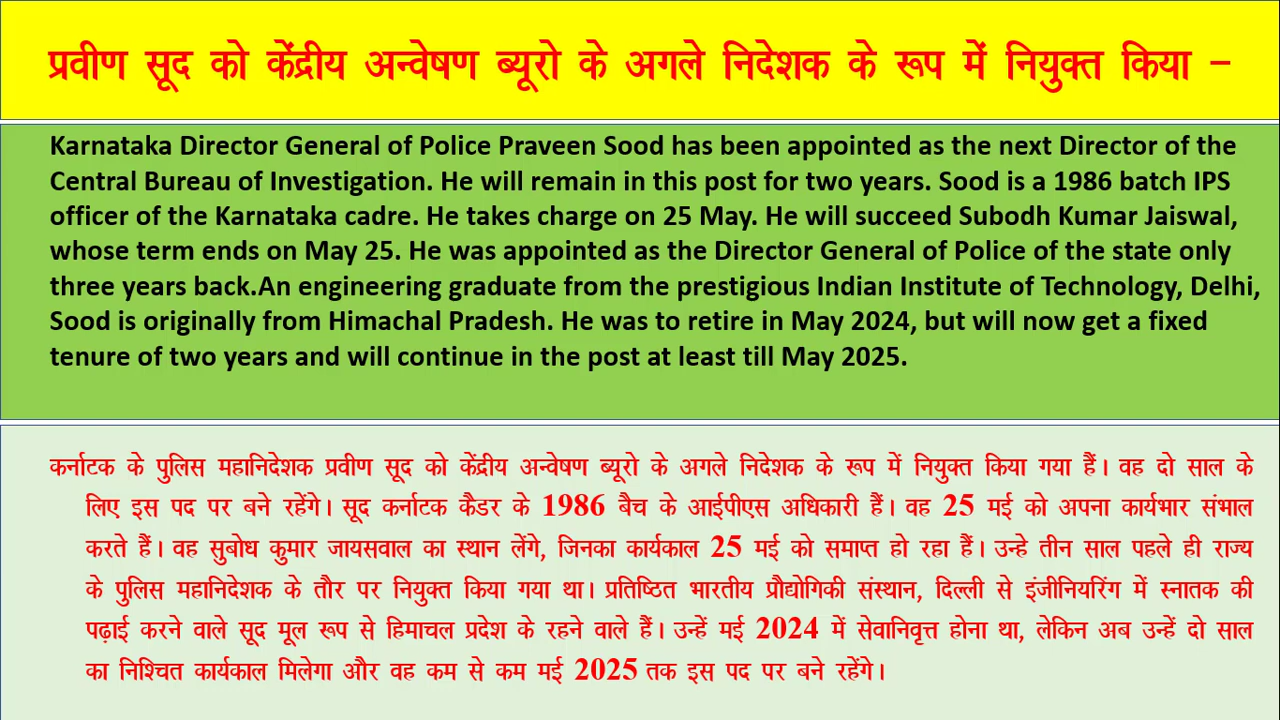 प्रवीण सूद को केंद्रीय अन्वेषण ब्यूरो के अगले निदेशक के रूप में नियुक्त किया –
Karnataka Director General of Police Praveen Sood has been appointed as the next Director of the
Central Bureau of Investigation. He will remain in this post for two years. Sood is a 1986 batch IPS
officer of the Karnataka cadre. He takes charge on 25 May. He will succeed Subodh Kumar Jaiswal,
whose term ends on May 25. He was appointed as the Director General of Police of the state only
three years back.An engineering graduate from the prestigious Indian Institute of Technology, Delhi,
Sood is originally from Himachal Pradesh. He was to retire in May 2024, but will now get a fixed
tenure of two years and will continue in the post at least till May 2025.
कर्नाटक के पुलिस महानिदेशक प्रवीण सूद को केंद्रीय अन्वेषण ब्यूरो के अगले निदेशक के रूप में नियुक्त किया गया हैं। वह दो साल के
लिए इस पद पर बने रहेंगे। सूद कर्नाटक कैडर के 1986 बैच के आईपीएस अधिकारी हैं। वह 25 मई को अपना कार्यभार संभाल
करते हैं। वह सुबोध कुमार जायसवाल का स्थान लेंगे, जिनका कार्यकाल 25 मई को समाप्त हो रहा हैं। उन्हे तीन साल पहले ही राज्य
के पुलिस महानिदेशक के तौर पर नियुक्त किया गया था। प्रतिष्ठित भारतीय प्रौद्योगिकी संस्थान, दिल्ली से इंजीनियरिंग में स्नातक की
पढ़ाई करने वाले सूद मूल रूप से हिमाचल प्रदेश के रहने वाले हैं। उन्हें मई 2024 में सेवानिवृत्त होना था, लेकिन अब उन्हें दो साल
का निश्चित कार्यकाल मिलेगा और वह कम से कम मई 2025 तक इस पद पर बने रहेंगे।